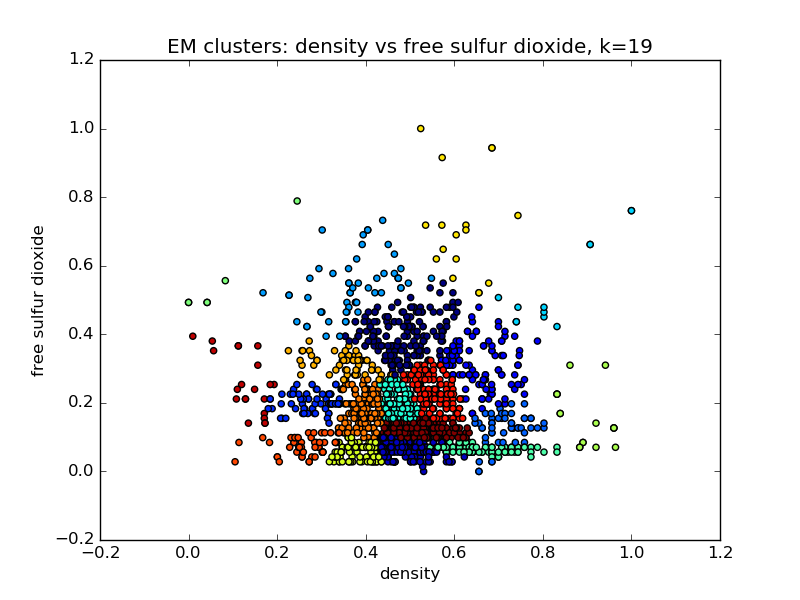 EM clusters: density vs free sulfur dioxide, k=19
1.2
1.0
0.8
0.6
0.4
0.2
0.0
−0.2
free sulfur dioxide
−0.2 0.0 0.2 0.4 0.6 0.8 1.0 1.2
density